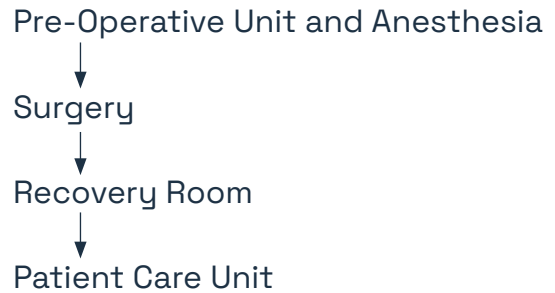 Pre-Operative Unit and Anesthesia
Surgery
Recovery Room
Patient Care Unit